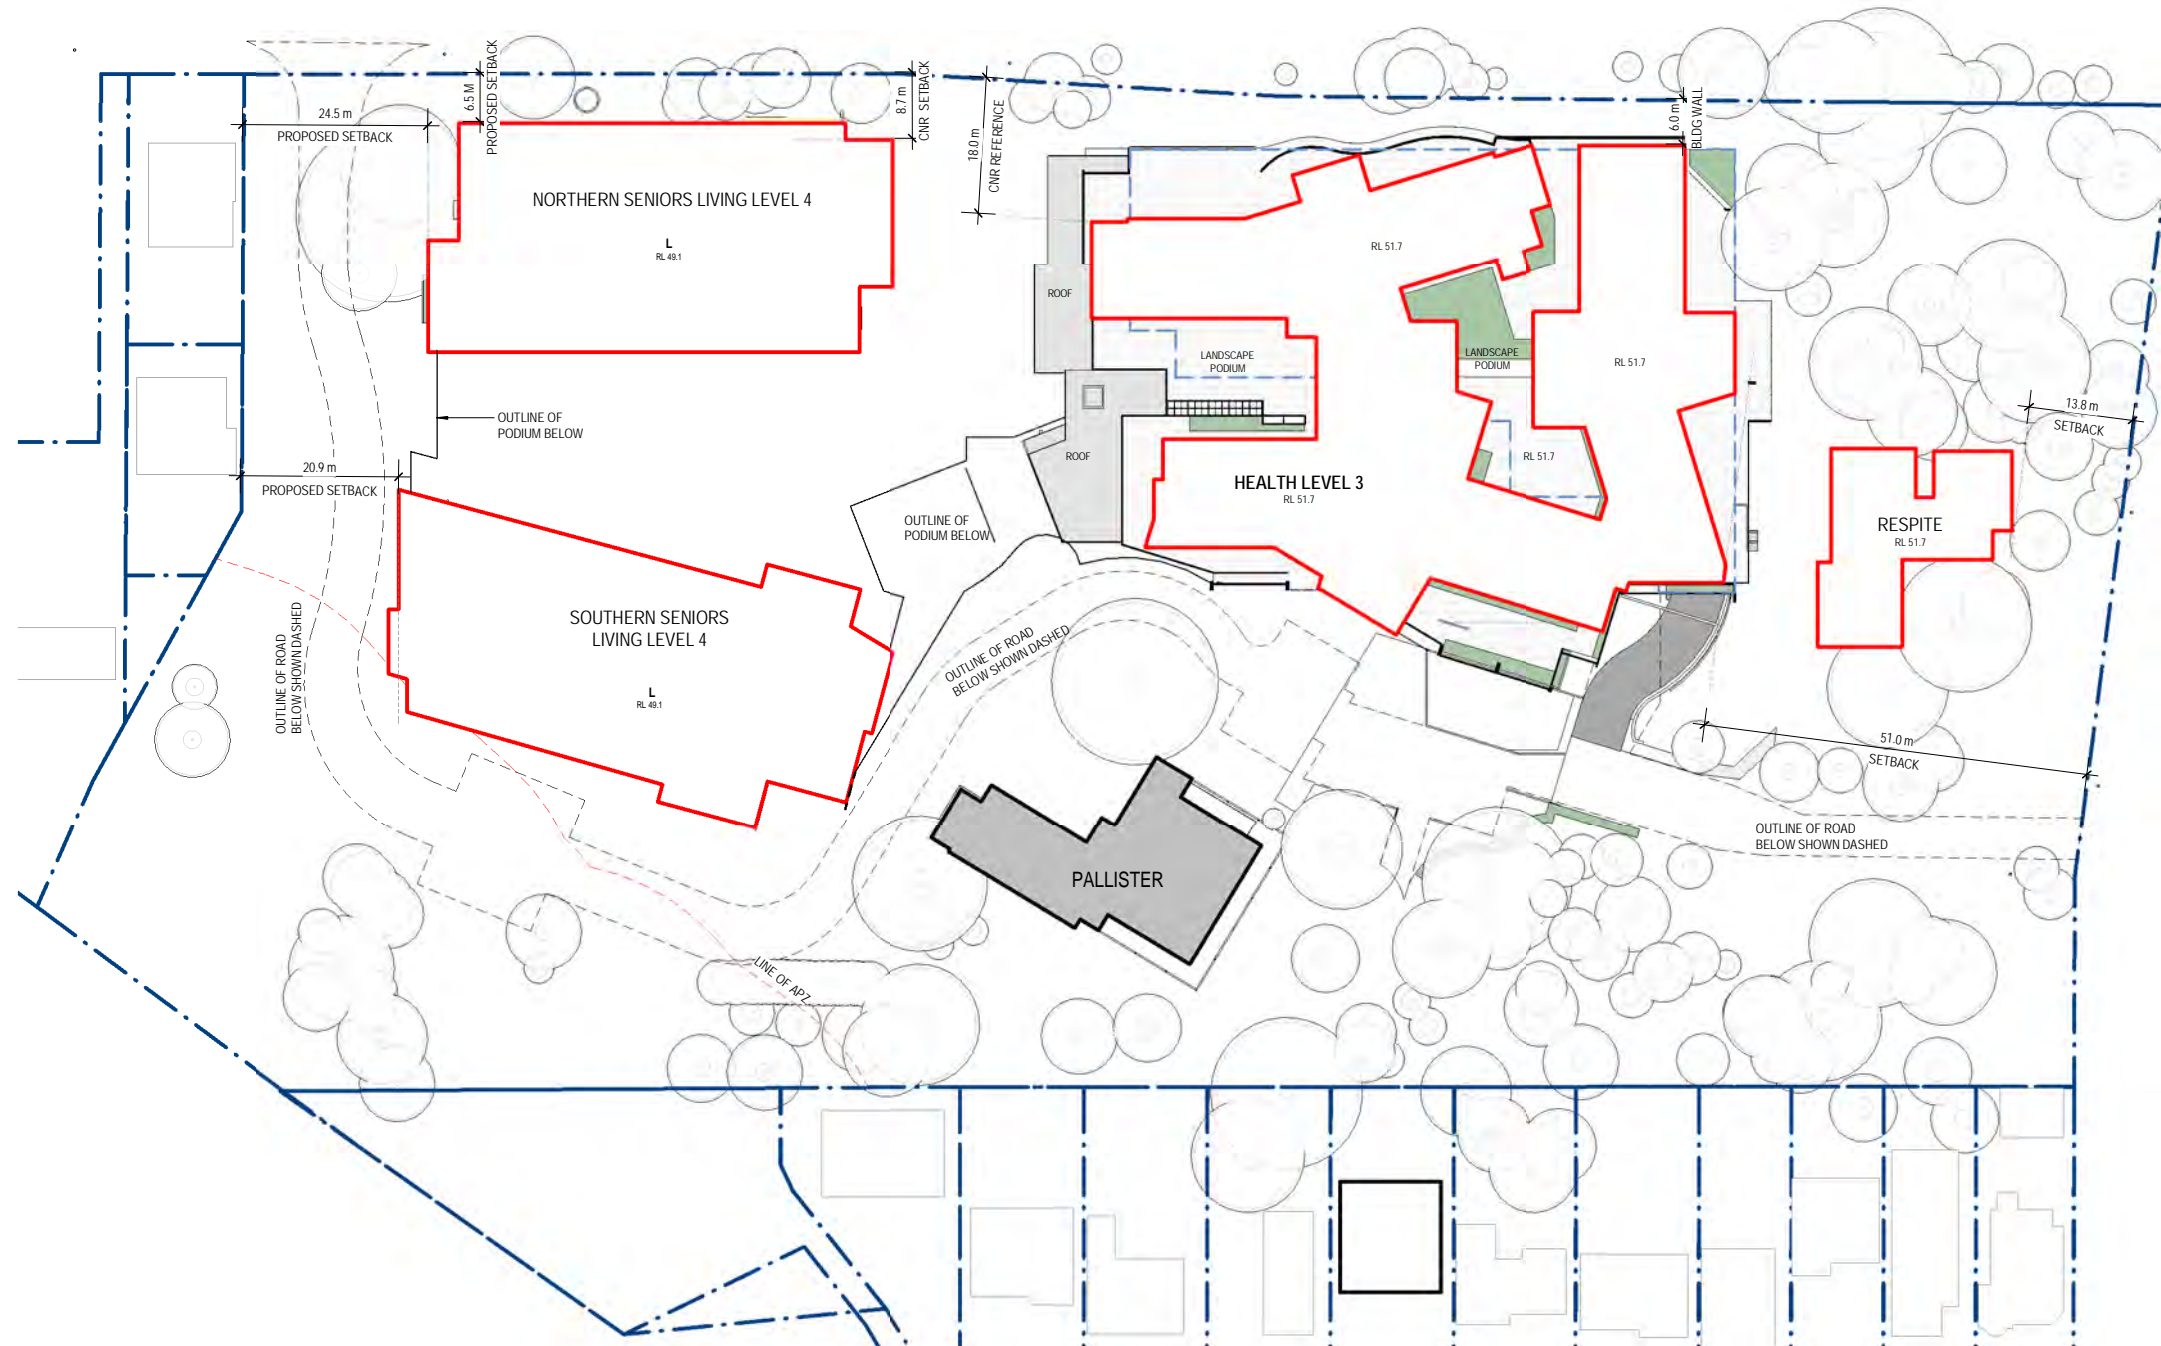 6.5 M
PROPOSED SETBACK
8.7 m
CNR SETBACK
18.0m
CNR REFERENCE
6.0 m
BLDG WALL
24.5 m
PROPOSED SETBACK
NORTHERN SENIORS LIVING LEVEL 4
L
RL 49.1
RL 51.7
ROOF
LANDSCAPE
PODIUM
LANDSCAPE
PODIUM
RL 51.7
13.8 m
SETBACK
OUTLINE OF
PODIUM BELOW
20.9 m
PROPOSED SETBACK
ROOF
RL 51.7
HEALTH LEVEL 3
RL 51.7
OUTLINE OF
PODIUM BELOW
RESPITE
RL 51.7
SOUTHERN SENIORS
LIVING LEVEL 4
L
RL 49.1
OUTLINE OF ROAD
BELOW SHOWN DASHED
OUTLINE OF ROAD
BELOW SHOWN DASHED
51.0 m
SETBACK
OUTLINE OF ROAD
BELOW SHOWN DASHED
PALLISTER
LINE OF APZ